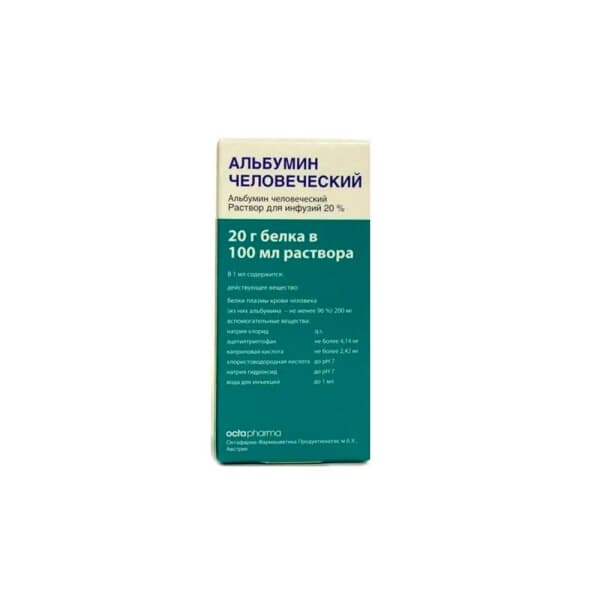 АЛЬБУМИН
ЧЕЛОВЕЧЕСКИЙ
Альбумин человеческий
Раствор для инфузий 20 %
20 г белка в
100 мл раствора
В 1 мл содержится:
действующее вещество:
белки плазмы крови человека
(из них альбумина – не менее 96 %) 200 мг
вспомогательные вещества:
натрия хлорид q.s.
ацетилтриптофан не более 4,14 мг
каприловая кислота не более 2,42 мг
хлористоводородная кислота до pH 7
натрия гидроксид до pH 7
вода для инъекций до 1 мл
octapharma
Октафарма Фармацевтика Продуктионсгес м.б.Х.,
Австрия